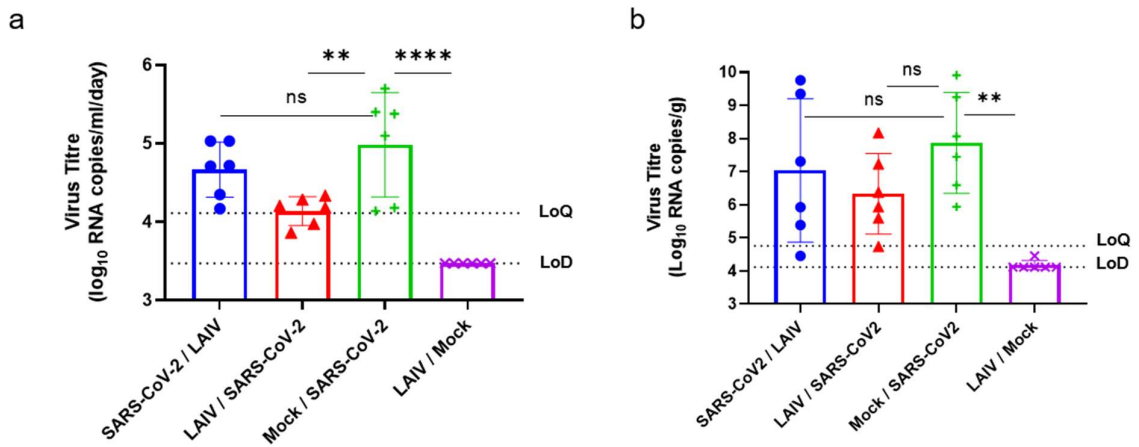 a
Virus Titre
(log10 RNA copies/ml/day)
6
5
4
3
**
****
ns
LoQ
LoD
SARS-CoV-2 / LAIV
LAIV / SARS-CoV-2
Mock / SARS-CoV-2
LAIV / Mock
b
Virus Titre
(Log10 RNA copies/g)
10
9
8
7
6
5
4
3
ns
ns
**
LoQ
LoD
SARS-CoV2 / LAIV
LAIV / SARS-CoV2
Mock / SARS-CoV2
LAIV / Mock